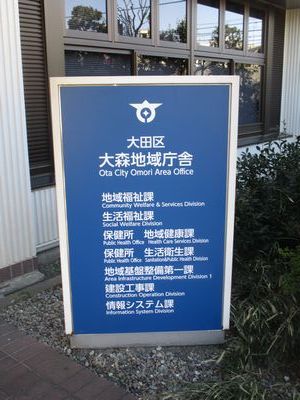 大田区
大森地域庁舎
Ota City Omori Area Office
地域福祉課
Community Welfare & Services Division
生活福祉課
Social Welfare Division
保健所 地域健康課
Public Health Office Health Care Services Division
保健所 生活衛生課
Public Health Office Sanitation&Public Health Division
地域基盤整備第一課
Area Infrastructure Development Division 1
建設工事課
Construction Operation Division
情報システム課
Information System Division